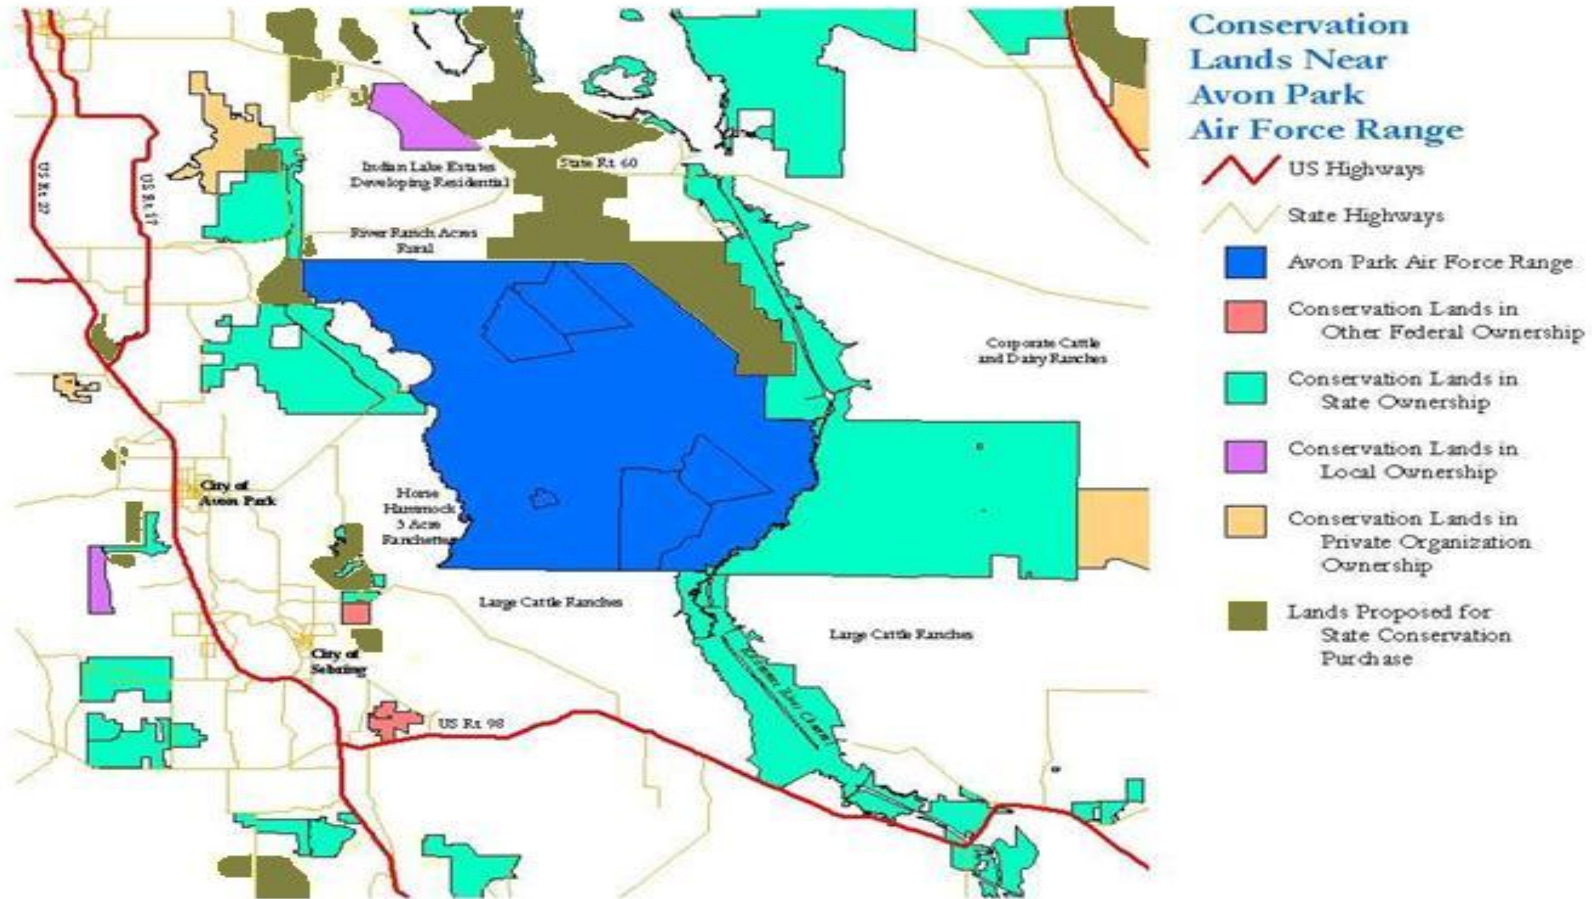 Conservation
Lands Near
Avon Park
Air Force Range
US Highways
State Highways
Avon Park Air Force Range
Conservation Lands in
Other Federal Ownership
Conservation Lands in
State Ownership
Conservation Lands in
Local Ownership
Conservation Lands in
Private Organization
Ownership
Lands Proposed for
State Conservation
Purchase
US Rt 27
US Rt 17
Indian Lake Estates
Developing Residential
State Rt 60
River Ranch Acres
Rural
Corporate Cattle
and Dairy Ranches
City of
Avon Park
Horse
Hammock
5 Acre
Ranchettes
Large Cattle Ranches
Large Cattle Ranches
City of
Sebring
US Rt 98
River Channel